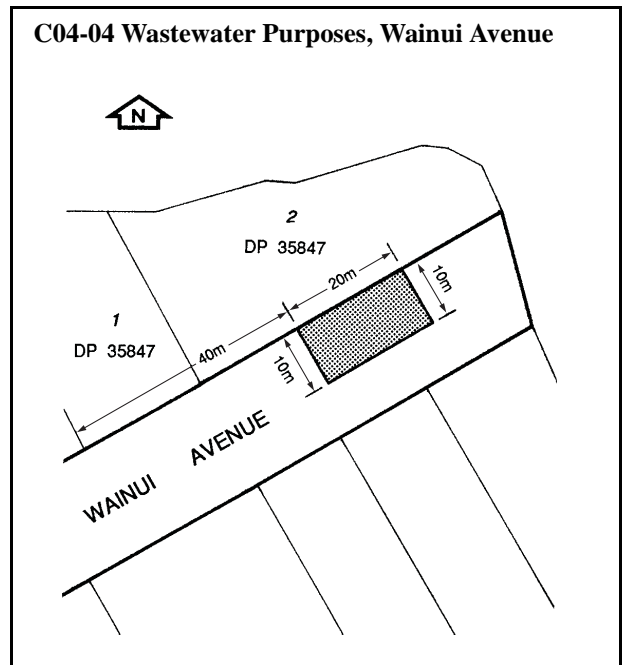 C04-04 Wastewater Purposes, Wainui Avenue
N
2
DP 35847
20m
10m
1
DP 35847
40m
10m
WAINUI AVENUE